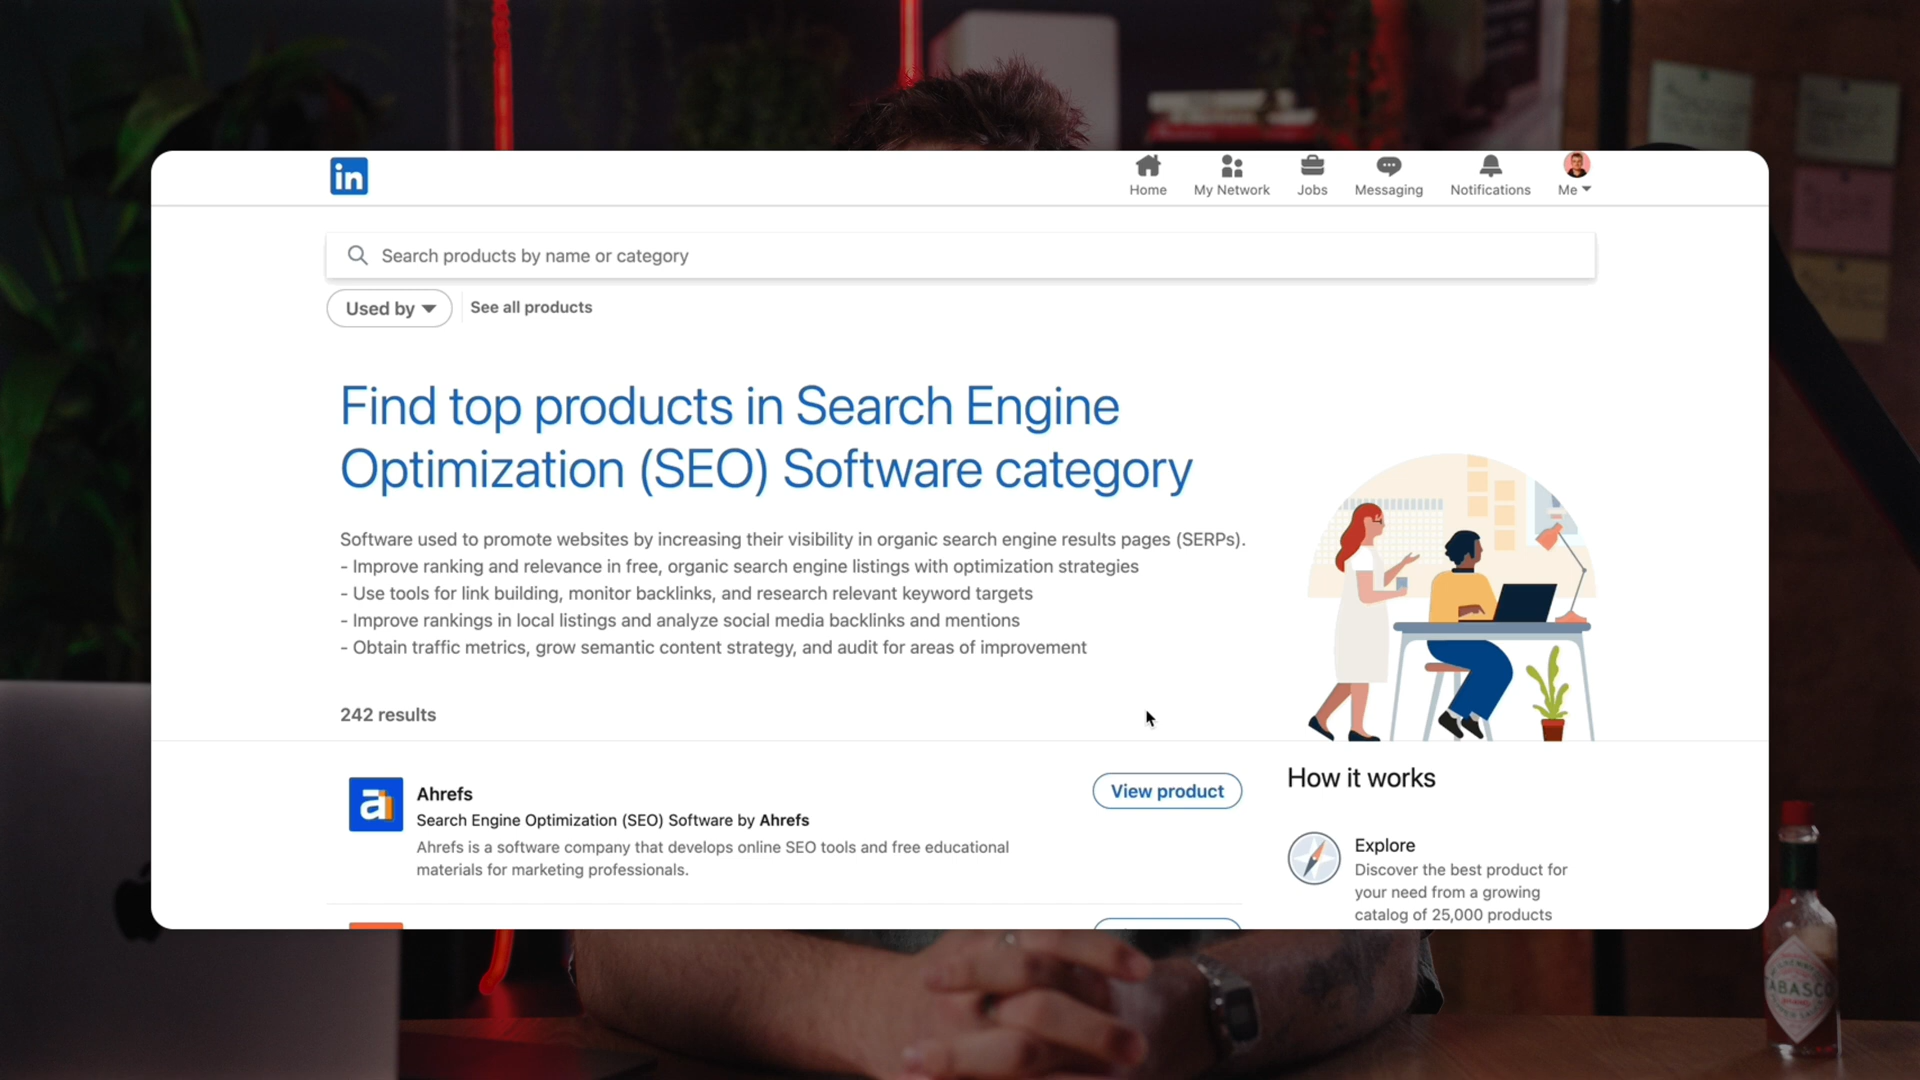 in
Home
My Network
Jobs
Messaging
Notifications
Me
Search products by name or category
Used by
See all products
Find top products in Search Engine
Optimization (SEO) Software category
Software used to promote websites by increasing their visibility in organic search engine results pages (SERPs).
- Improve ranking and relevance in free, organic search engine listings with optimization strategies
- Use tools for link building, monitor backlinks, and research relevant keyword targets
- Improve rankings in local listings and analyze social media backlinks and mentions
- Obtain traffic metrics, grow semantic content strategy, and audit for areas of improvement
242 results
a
Ahrefs
Search Engine Optimization (SEO) Software by Ahrefs
Ahrefs is a software company that develops online SEO tools and free educational
materials for marketing professionals.
View product
How it works
Explore
Discover the best product for
your need from a growing
catalog of 25,000 products
TABASCO